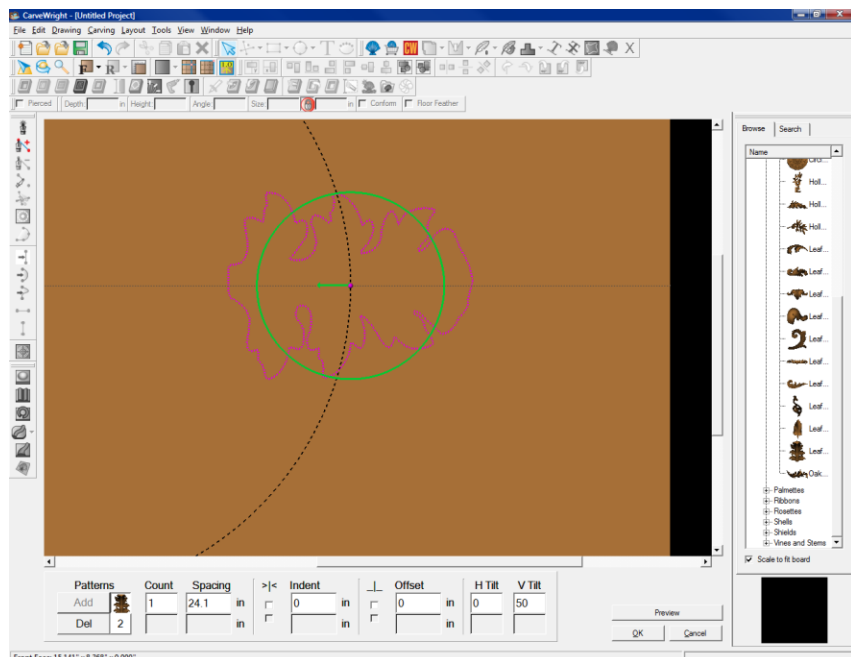 CarveWright - [Untitled Project]
File Edit Drawing Carving Layout Tools View Window Help
CW
Pierced Depth: in Height: Angle: Size: in Conform Floor Feather
Browse Search
Name
Circl...
Holl...
Holl...
Holl...
Leaf...
Leaf...
Leaf...
Leaf...
Leaf...
Leaf...
Leaf...
Leaf...
Leaf...
Leaf...
Oak...
Palmettes
Ribbons
Rosettes
Shells
Shields
Vines and Stems
Scale to fit board
Patterns Count Spacing >|< Indent _|_ Offset H Tilt V Tilt
Add 1 24.1 in 0 in 0 in 0 50
Del 2 in in in
Preview
OK Cancel